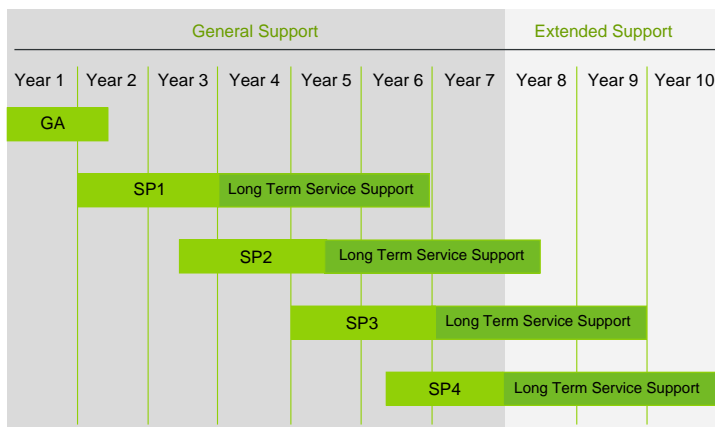 General Support Extended Support
Year 1 Year 2 Year 3 Year 4 Year 5 Year 6 Year 7 Year 8 Year 9 Year 10
GA
SP1 Long Term Service Support
SP2 Long Term Service Support
SP3 Long Term Service Support
SP4 Long Term Service Support